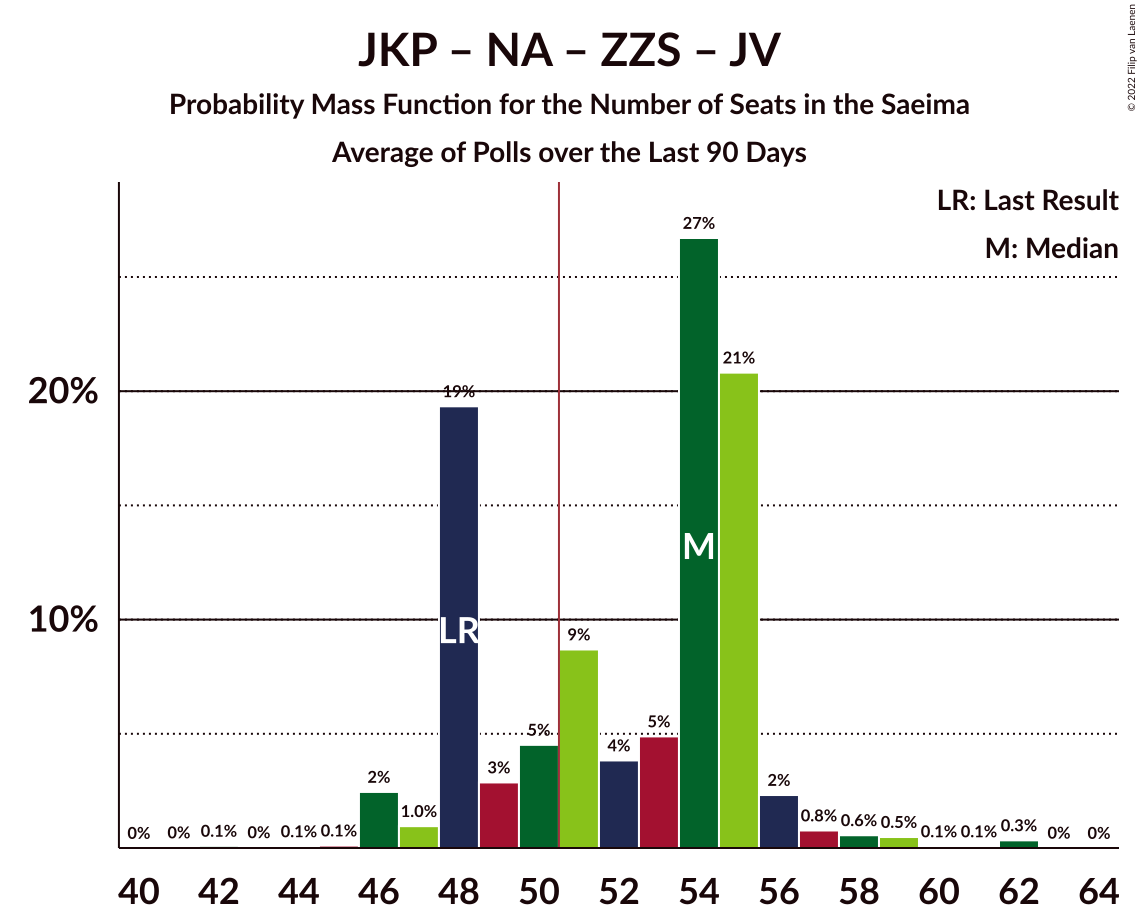 JKP – NA – ZZS – JV
Probability Mass Function for the Number of Seats in the Saeima
Average of Polls over the Last 90 Days
© 2022 Filip van Laenen
LR: Last Result
M: Median
20%
10%
0% 0% 0.1% 0% 0.1% 0.1% 2% 1.0% 19% 3% 5% 9% 4% 5% 27% 21% 2% 0.8% 0.6% 0.5% 0.1% 0.1% 0.3% 0% 0%
LR
M
40 42 44 46 48 50 52 54 56 58 60 62 64